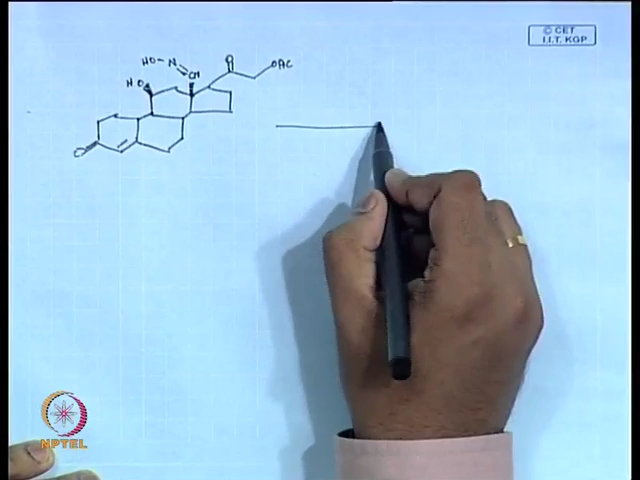 © CET
I.I.T. KGP
HO-N
O
OAC
HO
CH
O
NPTEL